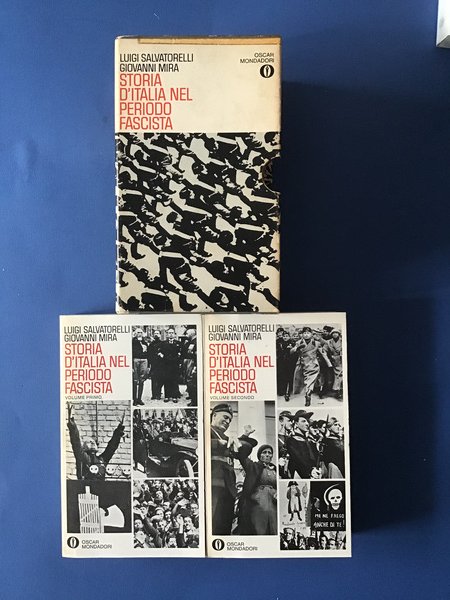 LUIGI SALVATORELLI
GIOVANNI MIRA
STORIA
D'ITALIA NEL
PERIODO
FASCISTA
OSCAR
MONDADORI
LUIGI SALVATORELLI
GIOVANNI MIRA
STORIA
D'ITALIA NEL
PERIODO
FASCISTA
VOLUME PRIMO
OSCAR
MONDADORI
LUIGI SALVATORELLI
GIOVANNI MIRA
STORIA
D'ITALIA NEL
PERIODO
FASCISTA
VOLUME SECONDO
ME NE FREGO
ANCHE DI TE!
OSCAR
MONDADORI